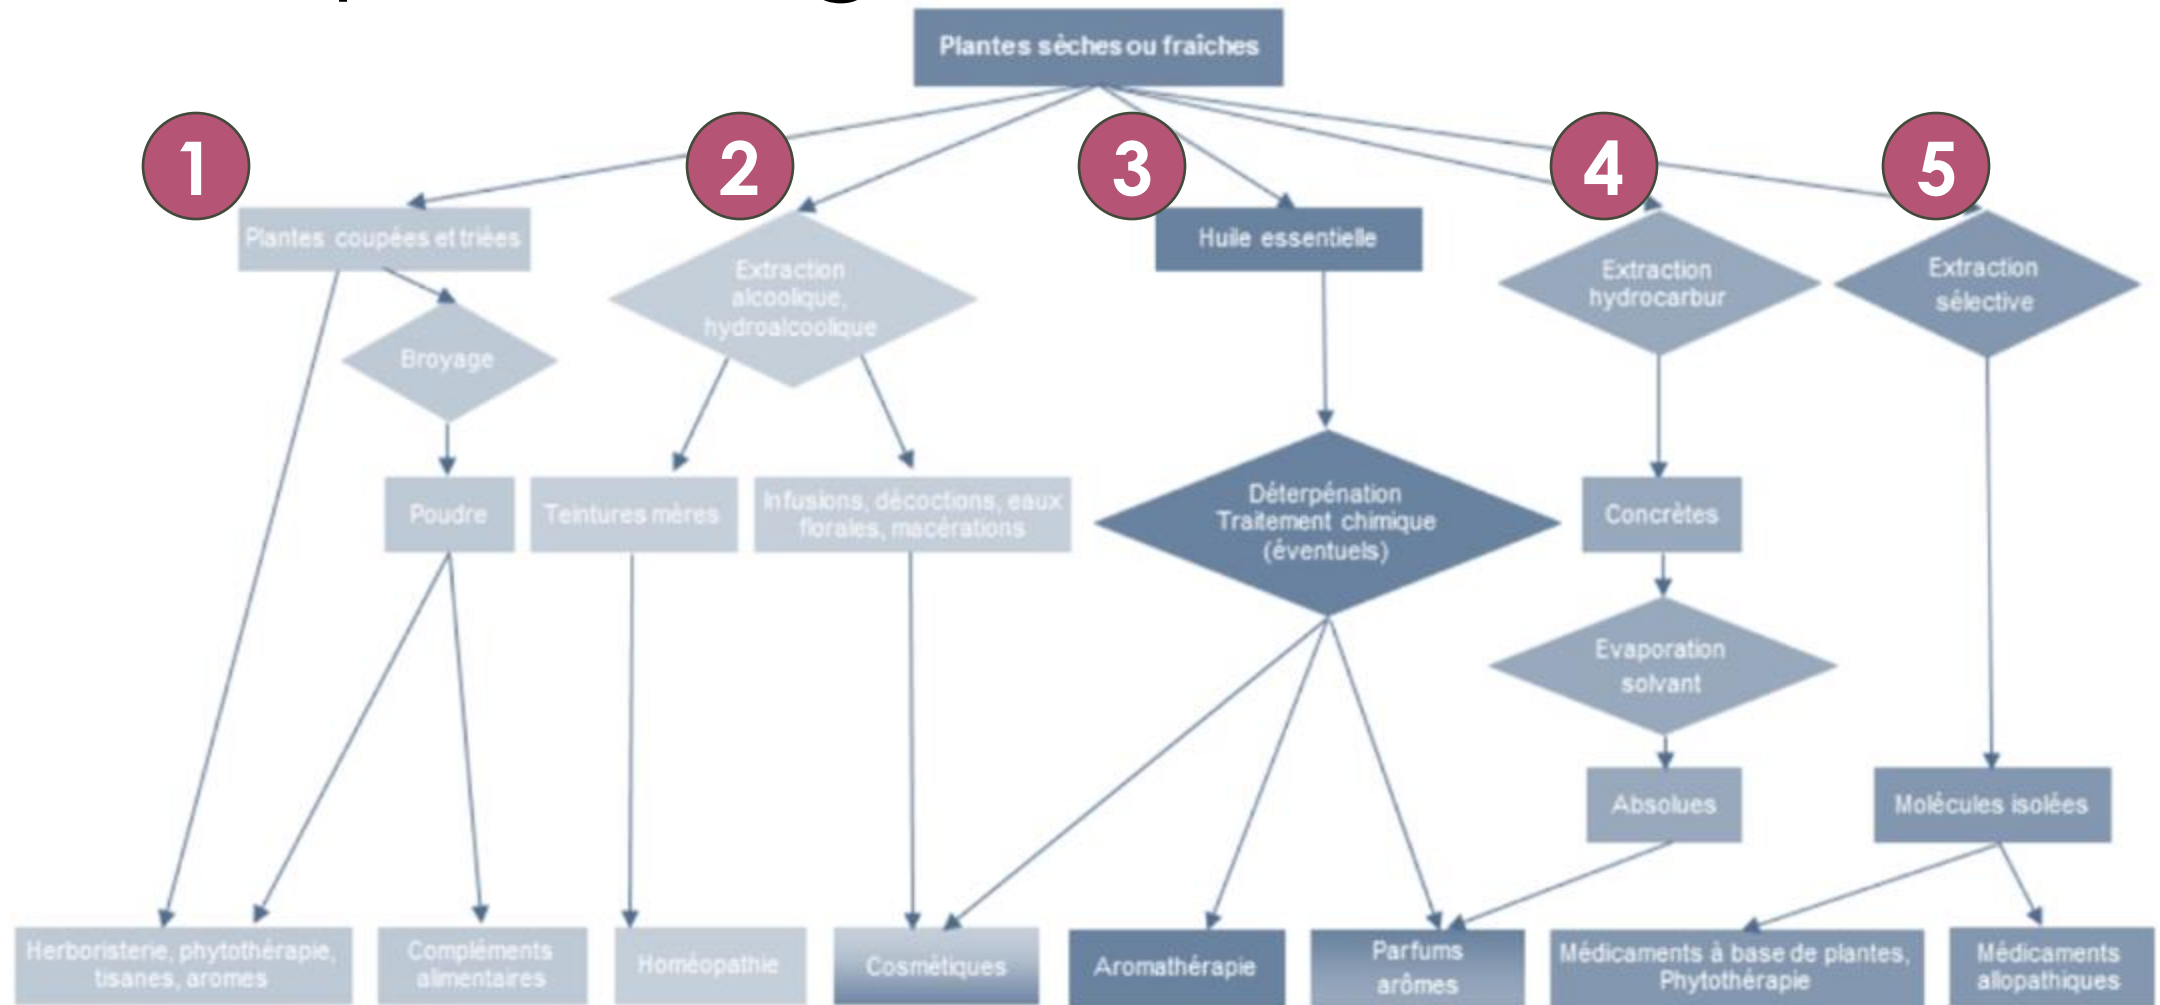 Plantes sèches ou fraîches
1
2
3
4
5
Plantes coupées et triées
Extraction
alcoolique,
hydroalcoolique
Huile essentielle
Extraction
hydrocarbur
Extraction
sélective
Broyage
Poudre
Teintures mères
Infusions, décoctions, eaux
florales, macérations
Déterpénation
Traitement chimique
(éventuels)
Concrètes
Evaporation
solvant
Absolues
Molécules isolées
Herboristerie, phytothérapie,
tisanes, aromes
Compléments
alimentaires
Homéopathie
Cosmétiques
Aromathérapie
Parfums
arômes
Médicaments à base de plantes,
Phytothérapie
Médicaments
allopathiques